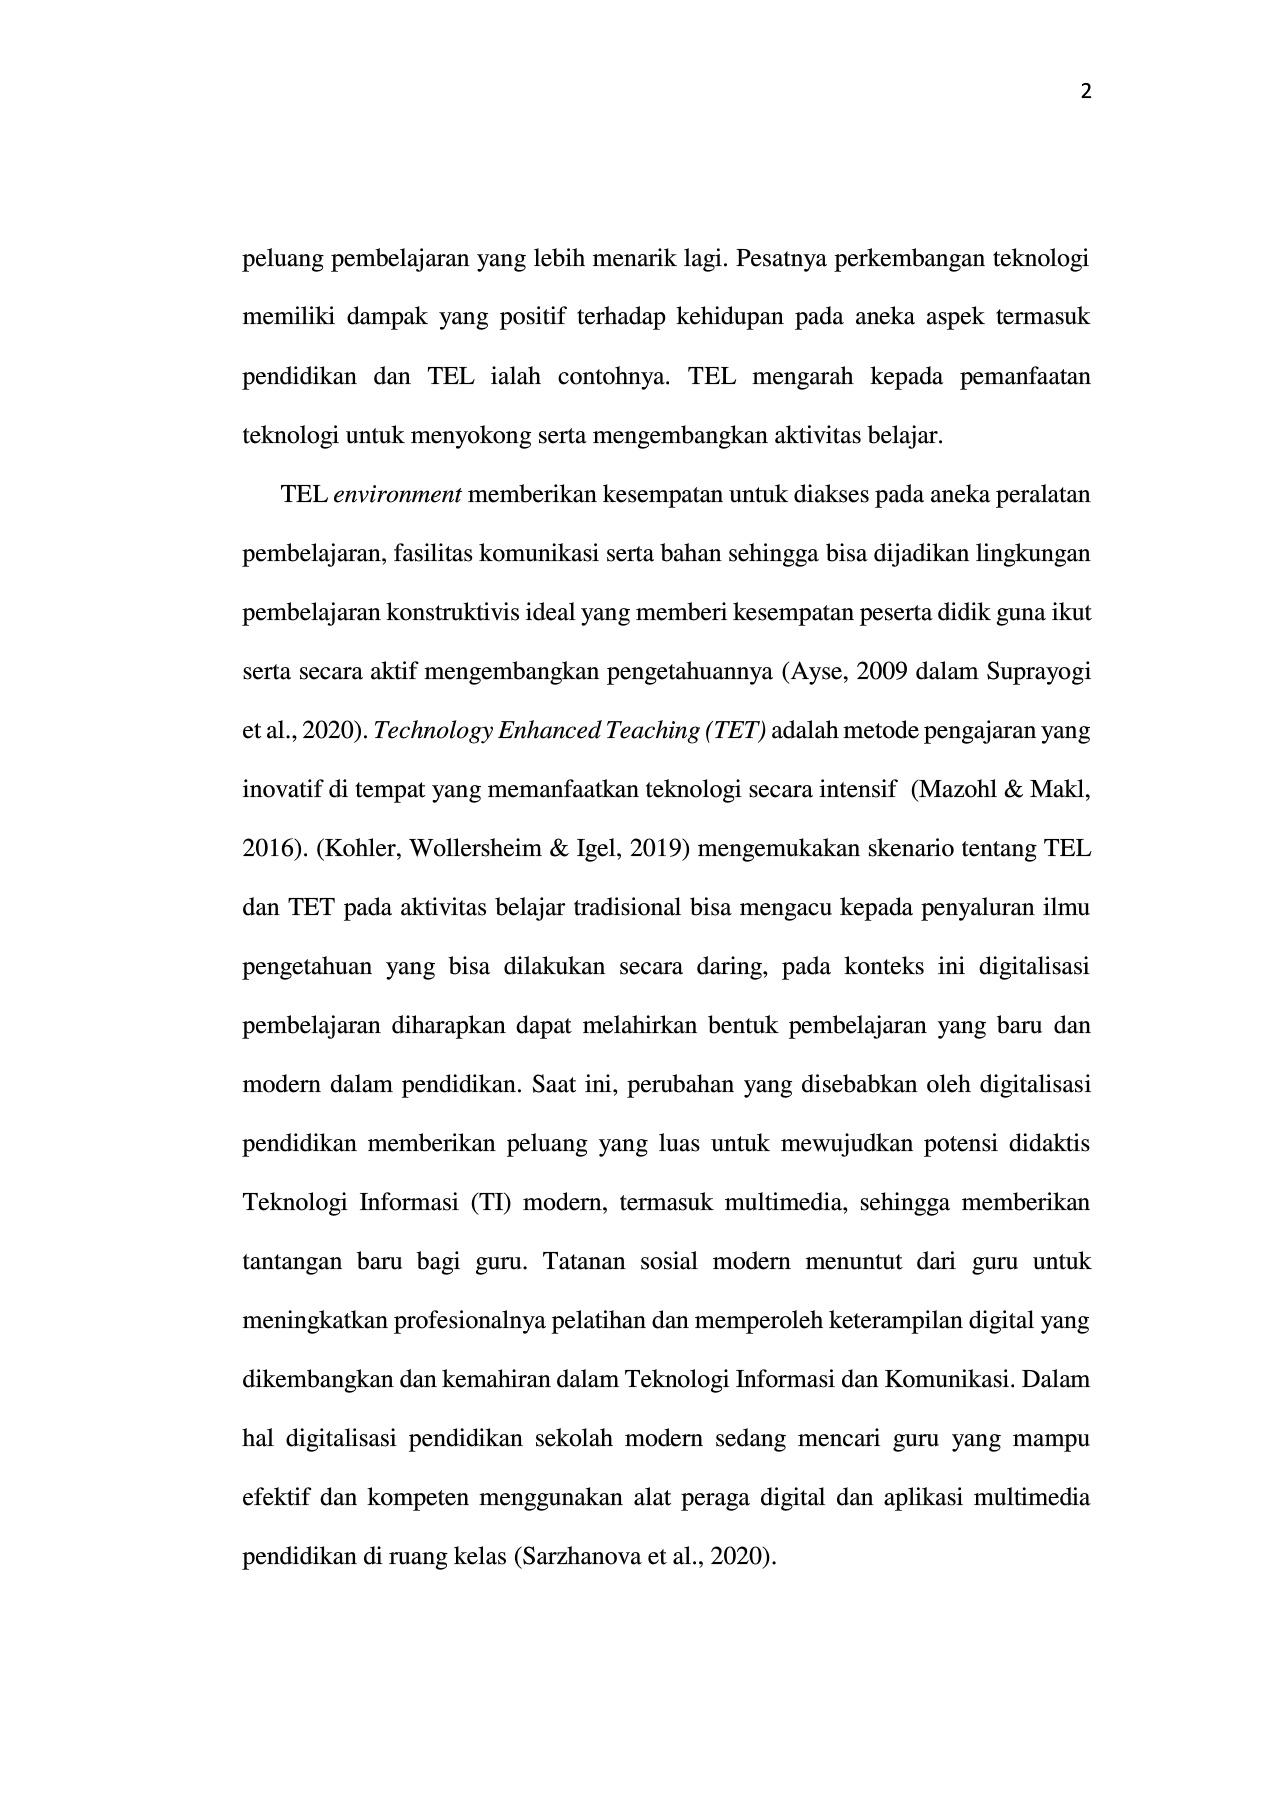 2
peluang pembelajaran yang lebih menarik lagi. Pesatnya perkembangan teknologi
memiliki dampak yang positif terhadap kehidupan pada aneka aspek termasuk
pendidikan dan TEL ialah contohnya. TEL mengarah kepada pemanfaatan
teknologi untuk menyokong serta mengembangkan aktivitas belajar.
TEL environment memberikan kesempatan untuk diakses pada aneka peralatan
pembelajaran, fasilitas komunikasi serta bahan sehingga bisa dijadikan lingkungan
pembelajaran konstruktivis ideal yang memberi kesempatan peserta didik guna ikut
serta secara aktif mengembangkan pengetahuannya (Ayse, 2009 dalam Suprayogi
et al., 2020). Technology Enhanced Teaching (TET) adalah metode pengajaran yang
inovatif di tempat yang memanfaatkan teknologi secara intensif  (Mazohl & Makl,
2016). (Kohler, Wollersheim & Igel, 2019) mengemukakan skenario tentang TEL
dan TET pada aktivitas belajar tradisional bisa mengacu kepada penyaluran ilmu
pengetahuan yang bisa dilakukan secara daring, pada konteks ini digitalisasi
pembelajaran diharapkan dapat melahirkan bentuk pembelajaran yang baru dan
modern dalam pendidikan. Saat ini, perubahan yang disebabkan oleh digitalisasi
pendidikan memberikan peluang yang luas untuk mewujudkan potensi didaktis
Teknologi Informasi (TI) modern, termasuk multimedia, sehingga memberikan
tantangan baru bagi guru. Tatanan sosial modern menuntut dari guru untuk
meningkatkan profesionalnya pelatihan dan memperoleh keterampilan digital yang
dikembangkan dan kemahiran dalam Teknologi Informasi dan Komunikasi. Dalam
hal digitalisasi pendidikan sekolah modern sedang mencari guru yang mampu
efektif dan kompeten menggunakan alat peraga digital dan aplikasi multimedia
pendidikan di ruang kelas (Sarzhanova et al., 2020).